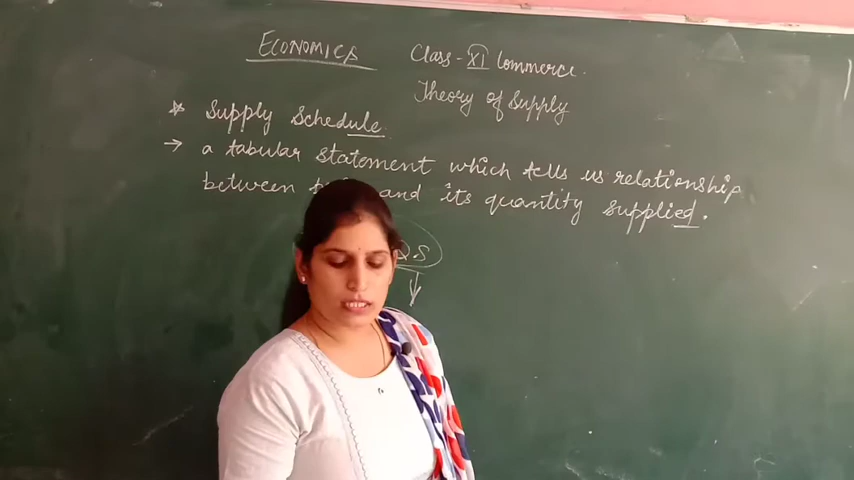 ECONOMICS Class-XI Commerce.
Theory of Supply
* Supply Schedule.
→ a tabular statement which tells us relationship
between and its quantity supplied.
QS
↓